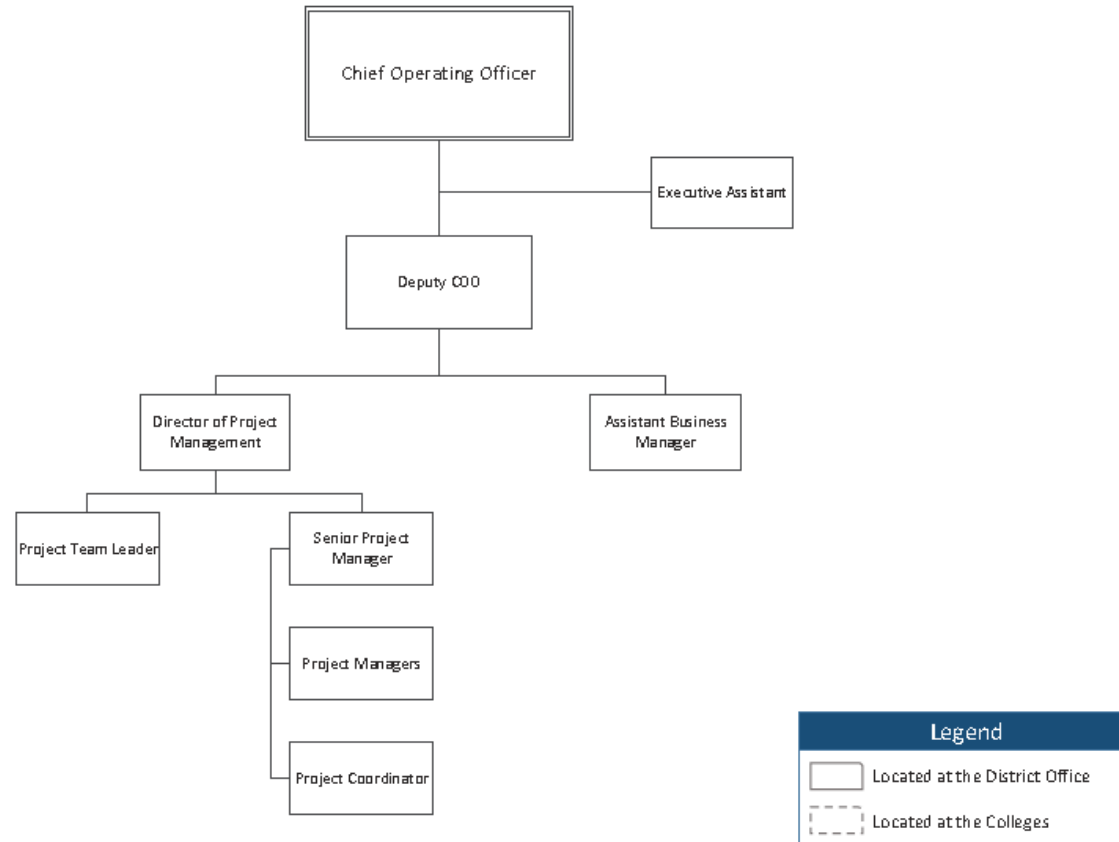 Chief Operating Officer
Executive Assistant
Deputy COO
Director of Project
Management
Assistant Business
Manager
Project Team Leader
Senior Project
Manager
Project Managers
Project Coordinator
Legend
Located at the District Office
Located at the Colleges